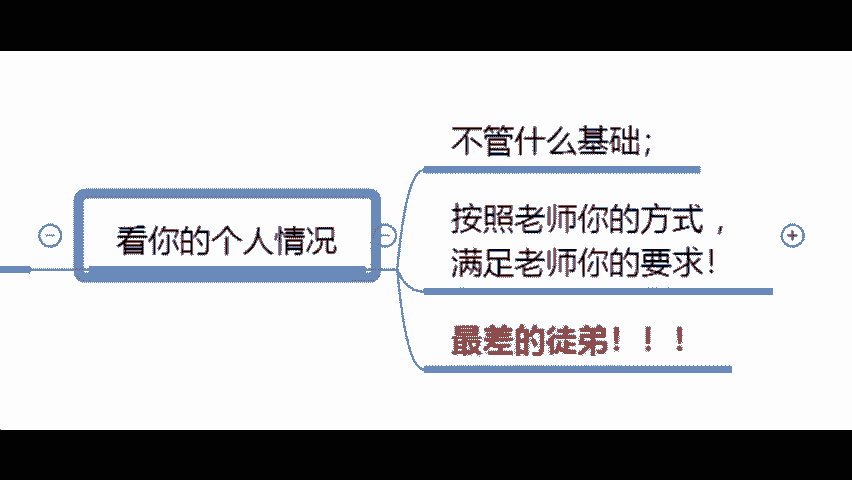 看你的个人情况
不管什么基础；
按照老师你的方式，
满足老师你的要求！
最差的徒弟！！！